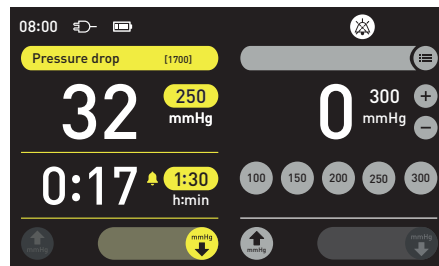 08:00
Pressure drop [1700]
32 250 mmHg
0 300 mmHg + −
0:17 1:30 h:min
100 150 200 250 300
mmHg mmHg mmHg mmHg